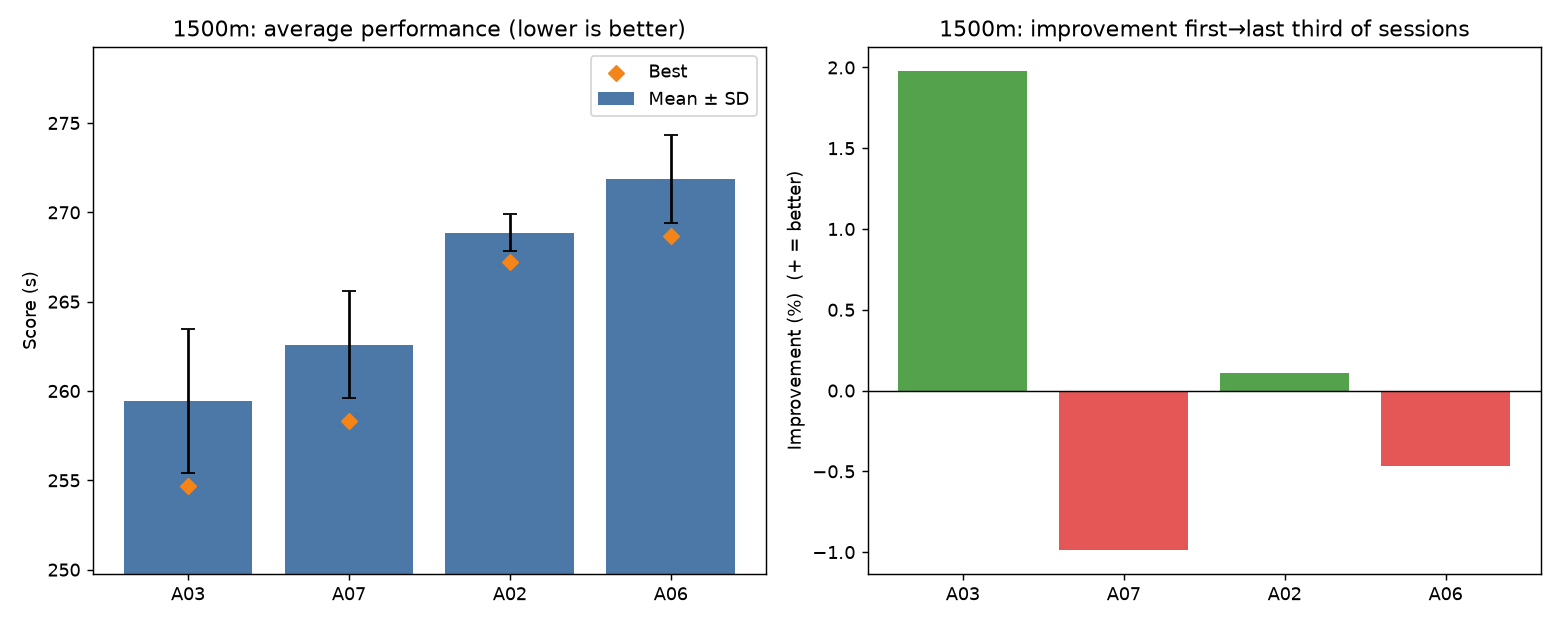 1500m: average performance (lower is better)
Best
Mean ± SD
Score (s)
275
270
265
260
255
250
A03
A07
A02
A06
1500m: improvement first→last third of sessions
Improvement (%)  (+ = better)
2.0
1.5
1.0
0.5
0.0
−0.5
−1.0
A03
A07
A02
A06